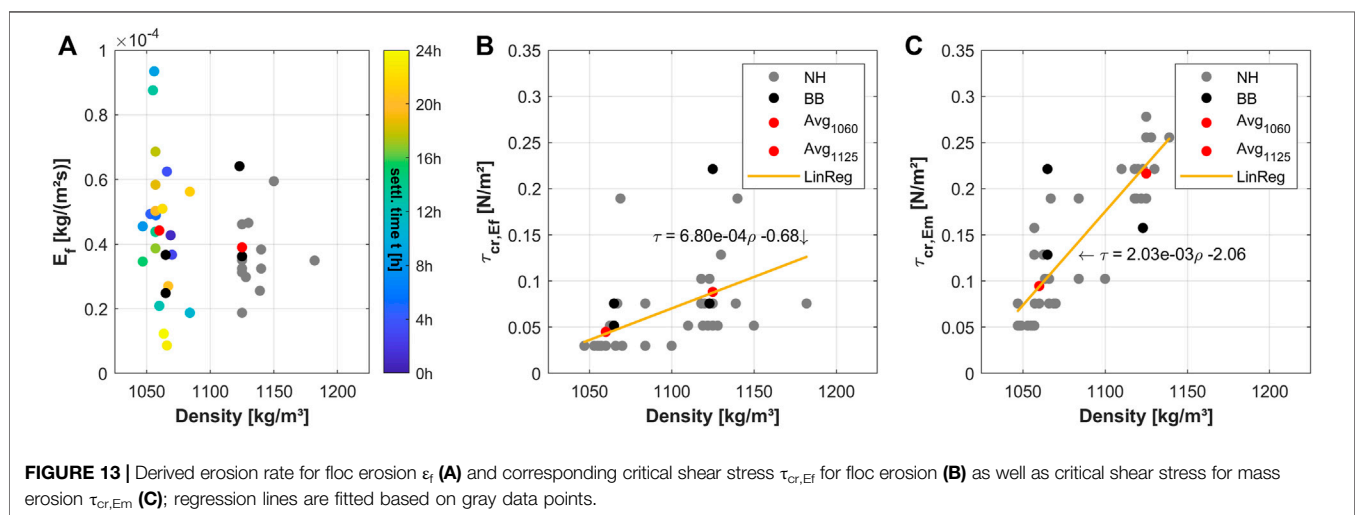 A
×10⁻⁴
1
0.8
0.6
0.4
0.2
0
E_f [kg/(m²s)]
1050 1100 1150 1200
Density [kg/m³]
24h
20h
16h
12h
8h
4h
0h
settl. time t [h]
B
0.35
0.3
0.25
0.2
0.15
0.1
0.05
0
τ_cr,Ef [N/m²]
NH
BB
Avg₁₀₆₀
Avg₁₁₂₅
LinReg
τ = 6.80e-04ρ -0.68↓
1050 1100 1150 1200
Density [kg/m³]
C
0.35
0.3
0.25
0.2
0.15
0.1
0.05
0
τ_cr,Em [N/m²]
NH
BB
Avg₁₀₆₀
Avg₁₁₂₅
LinReg
← τ = 2.03e-03ρ -2.06
1050 1100 1150 1200
Density [kg/m³]
FIGURE 13 | Derived erosion rate for floc erosion ε_f (A) and corresponding critical shear stress τ_cr,Ef for floc erosion (B) as well as critical shear stress for mass
erosion τ_cr,Em (C); regression lines are fitted based on gray data points.